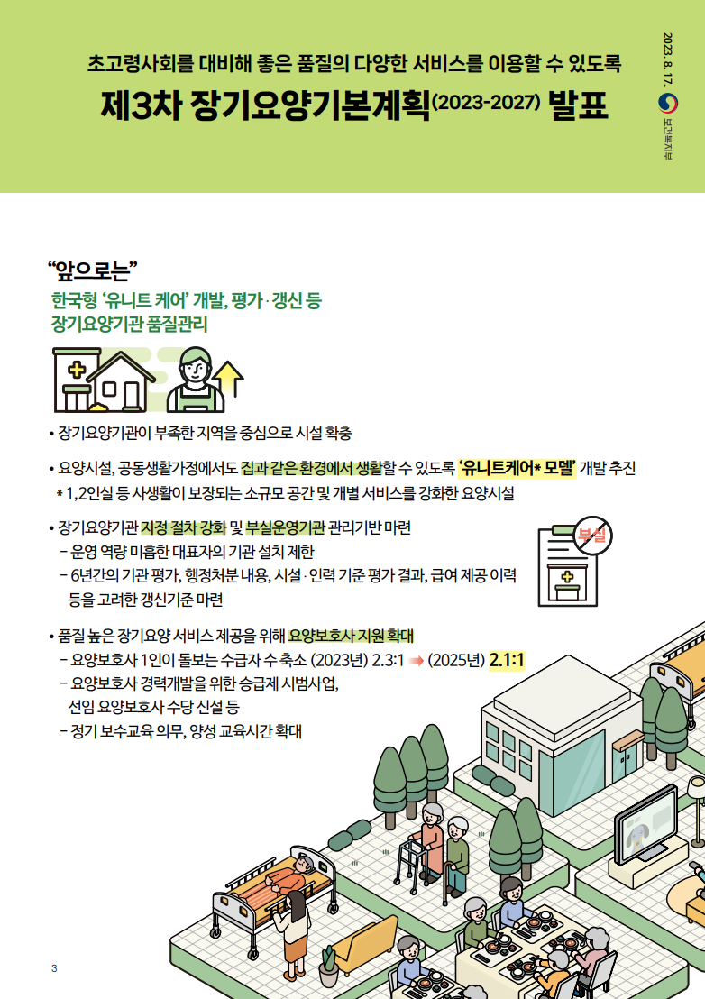 초고령사회를 대비해 좋은 품질의 다양한 서비스를 이용할 수 있도록
제3차 장기요양기본계획(2023-2027) 발표
2023. 8. 17.
보건복지부
“앞으로는”
한국형 ‘유니트 케어’ 개발, 평가·갱신 등
장기요양기관 품질관리
• 장기요양기관이 부족한 지역을 중심으로 시설 확충
• 요양시설, 공동생활가정에서도 집과 같은 환경에서 생활할 수 있도록 ‘유니트케어* 모델’ 개발 추진
* 1,2인실 등 사생활이 보장되는 소규모 공간 및 개별 서비스를 강화한 요양시설
• 장기요양기관 지정 절차 강화 및 부실운영기관 관리기반 마련
– 운영 역량 미흡한 대표자의 기관 설치 제한
– 6년간의 기관 평가, 행정처분 내용, 시설·인력 기준 평가 결과, 급여 제공 이력
등을 고려한 갱신기준 마련
부실
• 품질 높은 장기요양 서비스 제공을 위해 요양보호사 지원 확대
– 요양보호사 1인이 돌보는 수급자 수 축소 (2023년) 2.3:1 ➡ (2025년) 2.1:1
– 요양보호사 경력개발을 위한 승급제 시범사업,
선임 요양보호사 수당 신설 등
– 정기 보수교육 의무, 양성 교육시간 확대
3